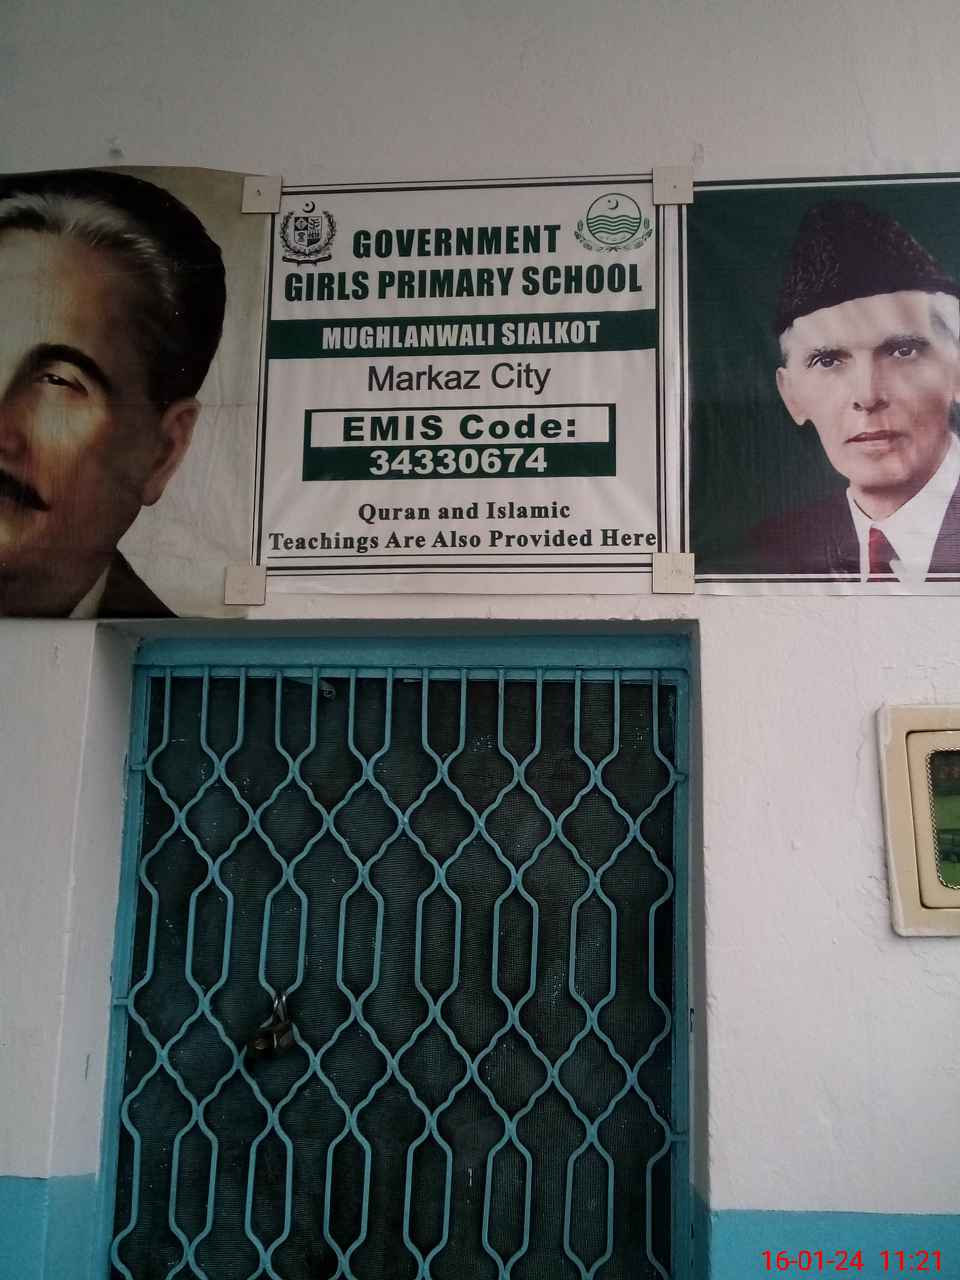 GOVERNMENT
GIRLS PRIMARY SCHOOL
MUGHLANWALI SIALKOT
Markaz City
EMIS Code:
34330674
Quran and Islamic
Teachings Are Also Provided Here
16-01-24 11:21